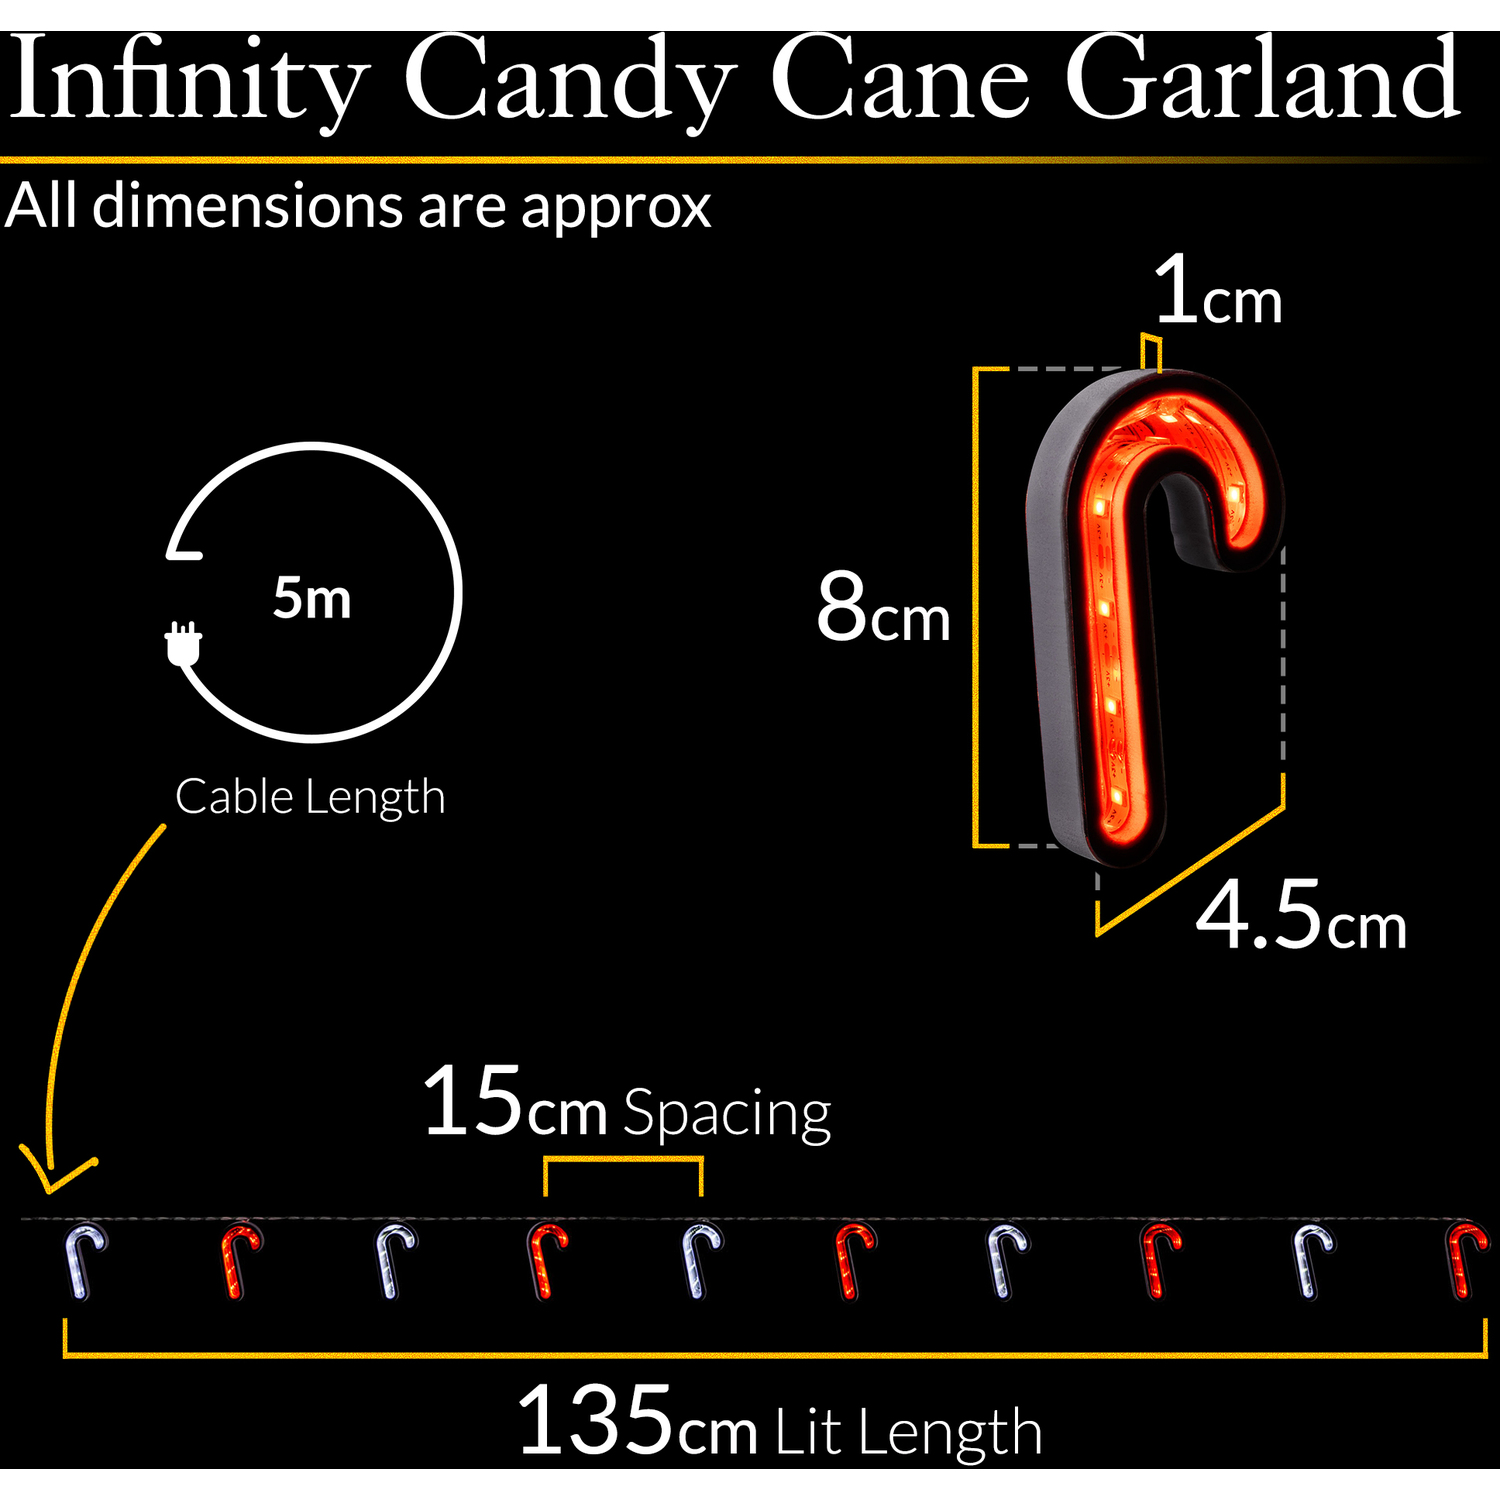 Infinity Candy Cane Garland
All dimensions are approx
1cm
8cm
5m
Cable Length
4.5cm
15cm Spacing
135cm Lit Length